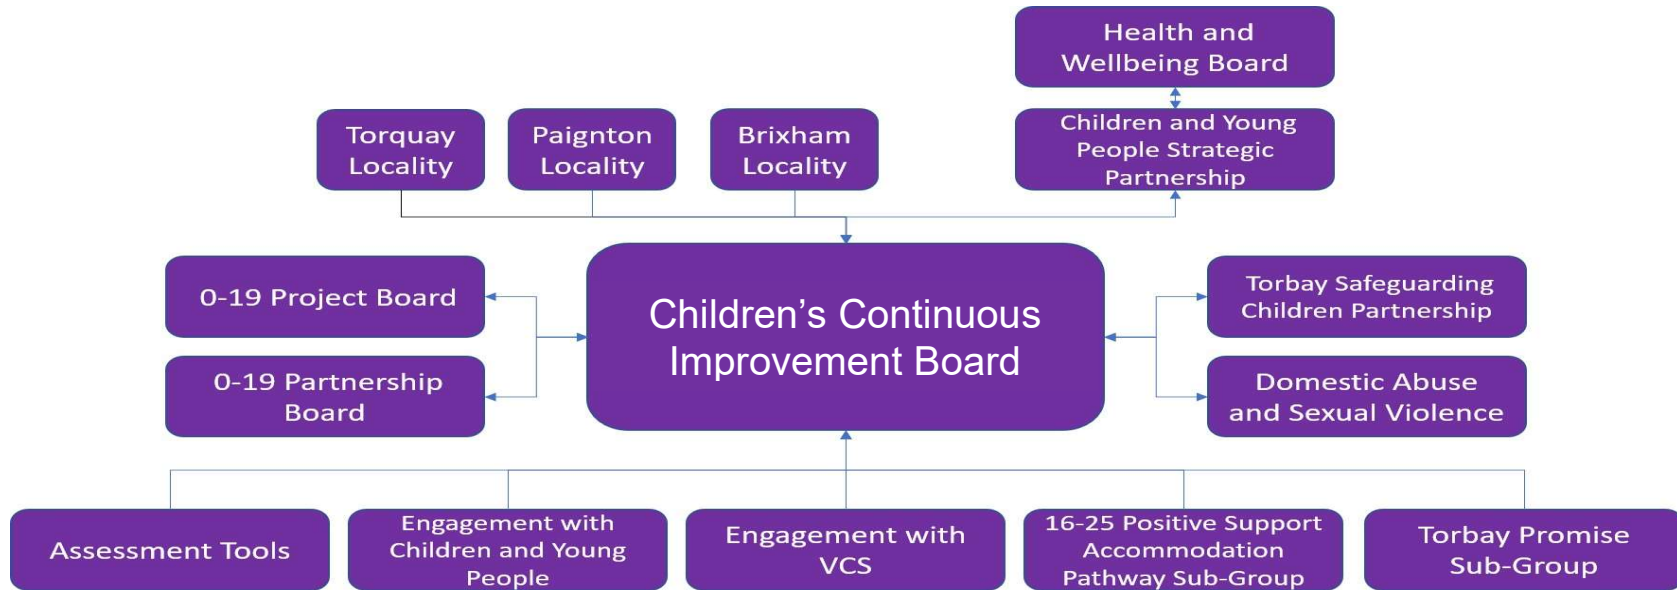 Health and
Wellbeing Board
Torquay
Locality
Paignton
Locality
Brixham
Locality
Children and Young
People Strategic
Partnership
0-19 Project Board
0-19 Partnership
Board
Children’s Continuous
Improvement Board
Torbay Safeguarding
Children Partnership
Domestic Abuse
and Sexual Violence
Assessment Tools
Engagement with
Children and Young
People
Engagement with
VCS
16-25 Positive Support
Accommodation
Pathway Sub-Group
Torbay Promise
Sub-Group